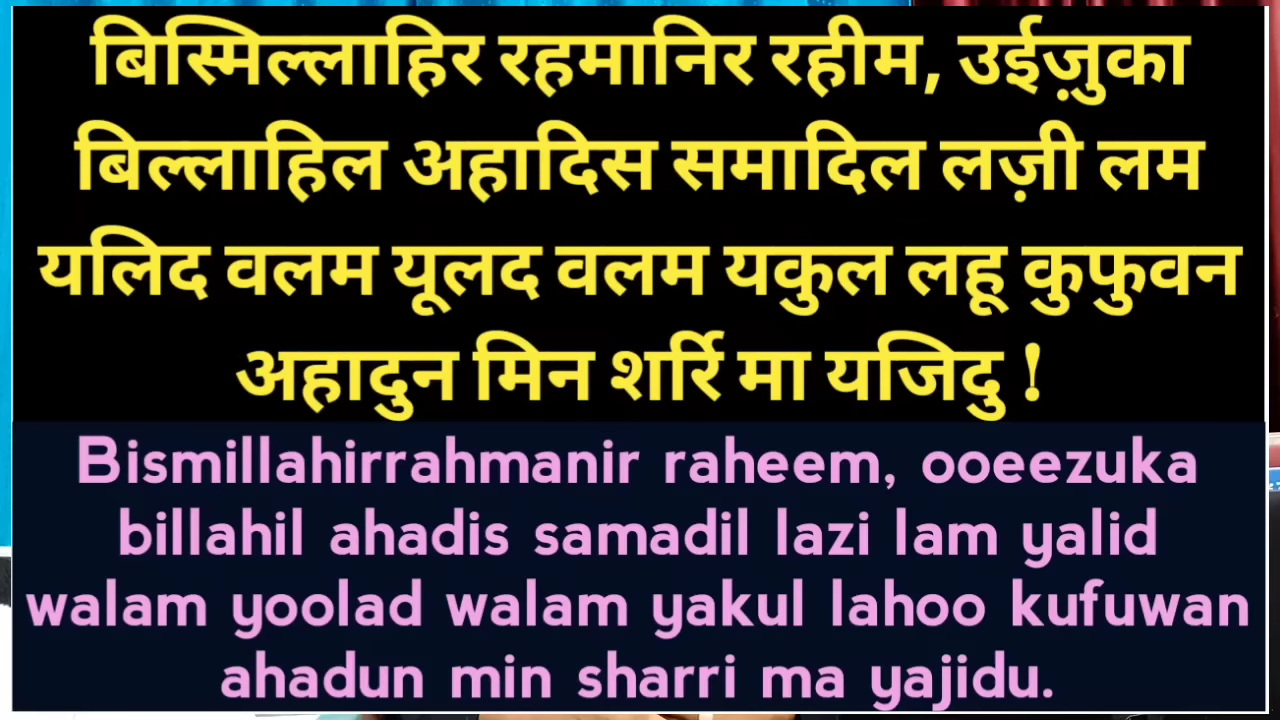 बिस्मिल्लाहिर रहमानिर रहीम, उईज़ुका
बिल्लाहिल अहादिस समादिल लज़ी लम
यलिद वलम यूलद वलम यकुल लहू कुफुवन
अहादुन मिन शर्रि मा यजिदु !
Bismillahirrahmanir raheem, ooeezuka
billahil ahadis samadil lazi lam yalid
walam yoolad walam yakul lahoo kufuwan
ahadun min sharri ma yajidu.